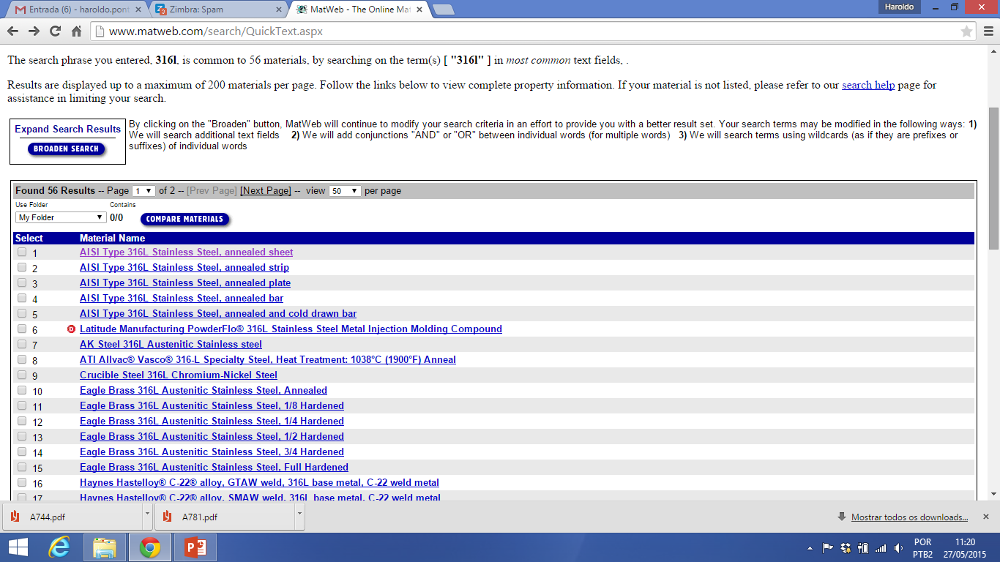 Entrada (6) - haroldo.pont
Zimbra: Spam
MatWeb - The Online Mat
Haroldo
www.matweb.com/search/QuickText.aspx
The search phrase you entered, 316l, is common to 56 materials, by searching on the term(s) [ "316l" ] in most common text fields, .
Results are displayed up to a maximum of 200 materials per page. Follow the links below to view complete property information. If your material is not listed, please refer to our search help page for
assistance in limiting your search.
Expand Search Results
BROADEN SEARCH
By clicking on the "Broaden" button, MatWeb will continue to modify your search criteria in an effort to provide you with a better result set. Your search terms may be modified in the following ways: 1)
We will search additional text fields 2) We will add conjunctions "AND" or "OR" between individual words (for multiple words) 3) We will search terms using wildcards (as if they are prefixes or
suffixes) of individual words
Found 56 Results -- Page 1 of 2 -- [Prev Page] [Next Page] -- view 50 per page
Use Folder Contains
My Folder 0/0 COMPARE MATERIALS
Select Material Name
1 AISI Type 316L Stainless Steel, annealed sheet
2 AISI Type 316L Stainless Steel, annealed strip
3 AISI Type 316L Stainless Steel, annealed plate
4 AISI Type 316L Stainless Steel, annealed bar
5 AISI Type 316L Stainless Steel, annealed and cold drawn bar
6 D Latitude Manufacturing PowderFlo® 316L Stainless Steel Metal Injection Molding Compound
7 AK Steel 316L Austenitic Stainless steel
8 ATI Allvac® Vasco® 316-L Specialty Steel, Heat Treatment: 1038°C (1900°F) Anneal
9 Crucible Steel 316L Chromium-Nickel Steel
10 Eagle Brass 316L Austenitic Stainless Steel, Annealed
11 Eagle Brass 316L Austenitic Stainless Steel, 1/8 Hardened
12 Eagle Brass 316L Austenitic Stainless Steel, 1/4 Hardened
13 Eagle Brass 316L Austenitic Stainless Steel, 1/2 Hardened
14 Eagle Brass 316L Austenitic Stainless Steel, 3/4 Hardened
15 Eagle Brass 316L Austenitic Stainless Steel, Full Hardened
16 Haynes Hastelloy® C-22® alloy, GTAW weld, 316L base metal, C-22 weld metal
17 Haynes Hastelloy® C-22® alloy, SMAW weld, 316L base metal, C-22 weld metal
A744.pdf
A781.pdf
Mostrar todos os downloads...
POR
PTB2
11:20
27/05/2015